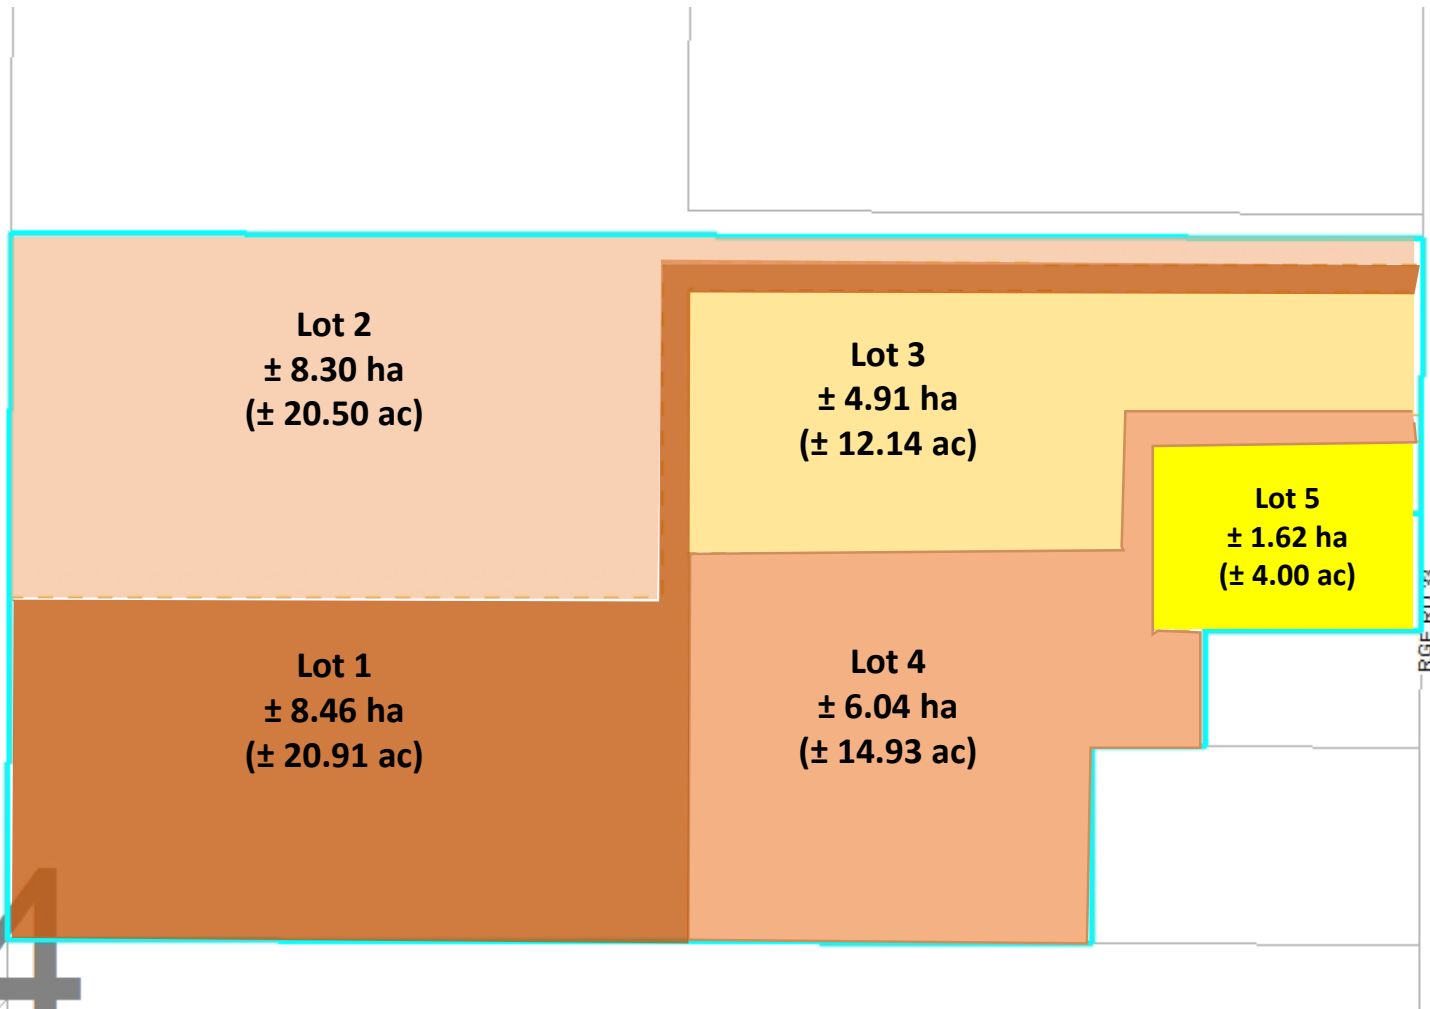 Lot 2
± 8.30 ha
(± 20.50 ac)
Lot 3
± 4.91 ha
(± 12.14 ac)
Lot 5
± 1.62 ha
(± 4.00 ac)
Lot 1
± 8.46 ha
(± 20.91 ac)
Lot 4
± 6.04 ha
(± 14.93 ac)
RGE
4